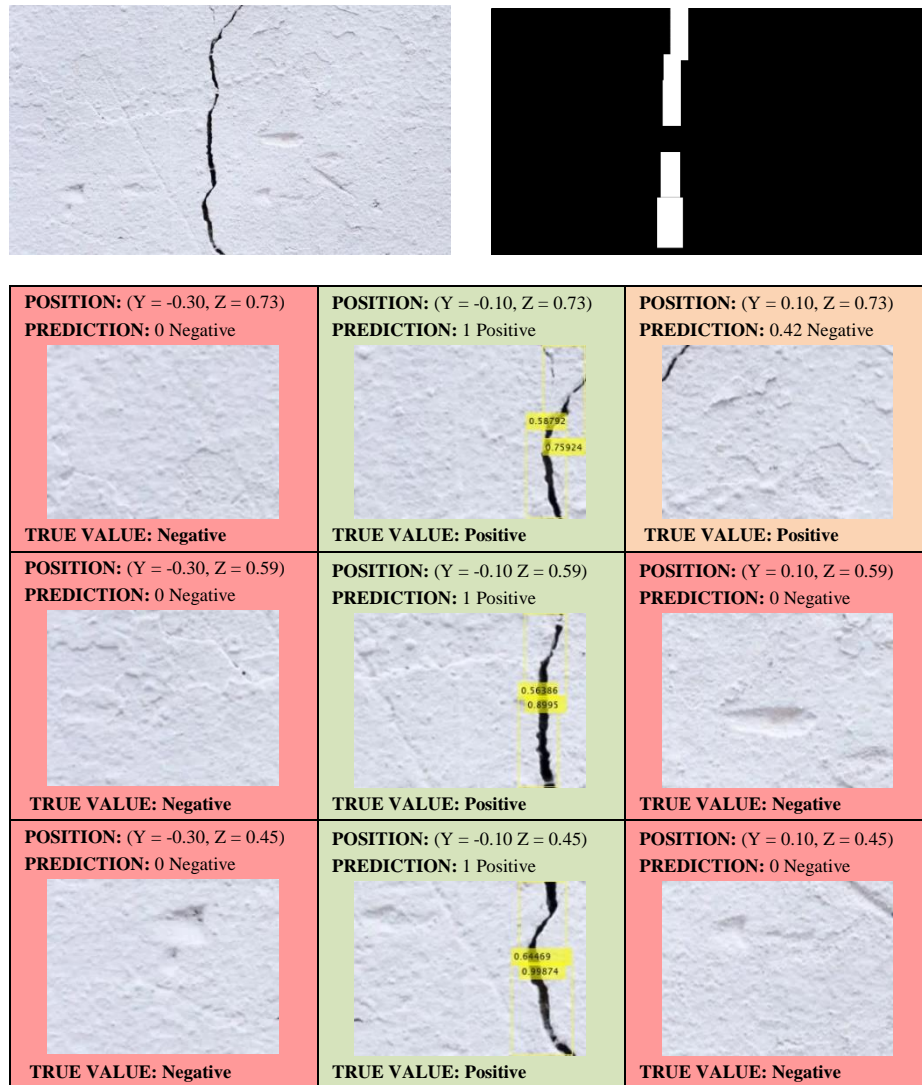 POSITION: (Y = -0.30, Z = 0.73)
PREDICTION: 0 Negative
TRUE VALUE: Negative
POSITION: (Y = -0.10, Z = 0.73)
PREDICTION: 1 Positive
0.58792
0.75924
TRUE VALUE: Positive
POSITION: (Y = 0.10, Z = 0.73)
PREDICTION: 0.42 Negative
TRUE VALUE: Positive
POSITION: (Y = -0.30, Z = 0.59)
PREDICTION: 0 Negative
TRUE VALUE: Negative
POSITION: (Y = -0.10 Z = 0.59)
PREDICTION: 1 Positive
0.56386
0.8995
TRUE VALUE: Positive
POSITION: (Y = 0.10, Z = 0.59)
PREDICTION: 0 Negative
TRUE VALUE: Negative
POSITION: (Y = -0.30, Z = 0.45)
PREDICTION: 0 Negative
TRUE VALUE: Negative
POSITION: (Y = -0.10 Z = 0.45)
PREDICTION: 1 Positive
0.64469
0.99874
TRUE VALUE: Positive
POSITION: (Y = 0.10, Z = 0.45)
PREDICTION: 0 Negative
TRUE VALUE: Negative